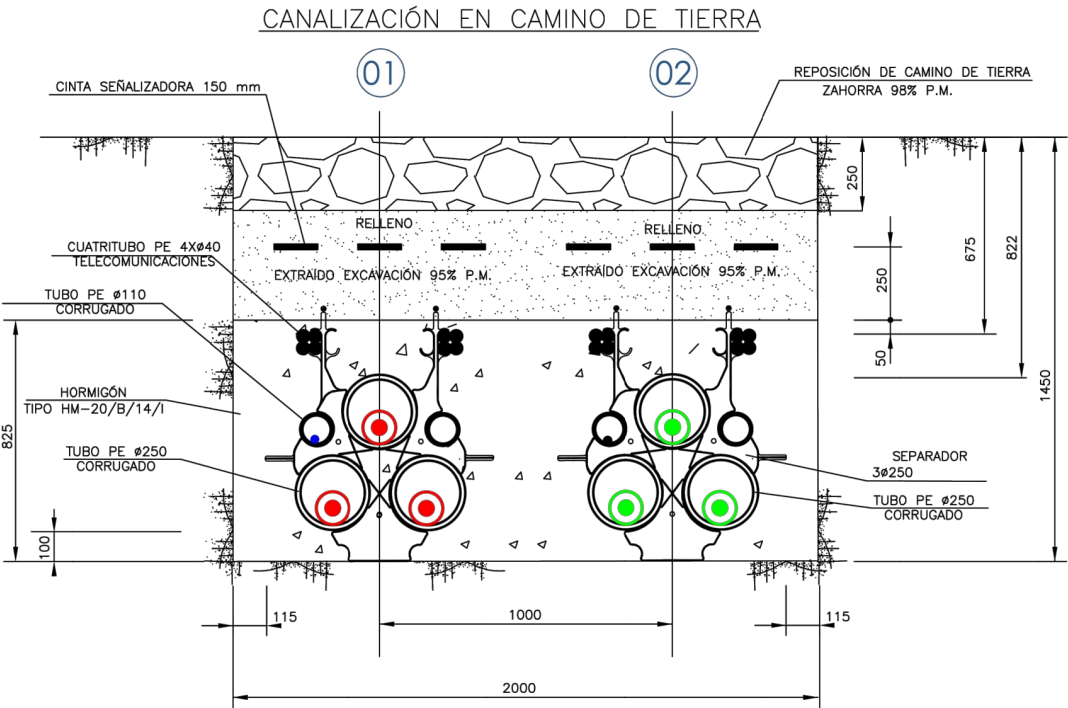 CANALIZACIÓN EN CAMINO DE TIERRA
01
02
CINTA SEÑALIZADORA 150 mm
REPOSICIÓN DE CAMINO DE TIERRA
ZAHORRA 98% P.M.
250
675
822
1450
RELLENO
RELLENO
CUATRITUBO PE 4XØ40
TELECOMUNICACIONES
EXTRAÍDO EXCAVACIÓN 95% P.M.
EXTRAÍDO EXCAVACIÓN 95% P.M.
250
TUBO PE Ø110
CORRUGADO
50
HORMIGÓN
TIPO HM-20/B/14/I
825
TUBO PE Ø250
CORRUGADO
SEPARADOR
3Ø250
TUBO PE Ø250
CORRUGADO
100
115
1000
115
2000